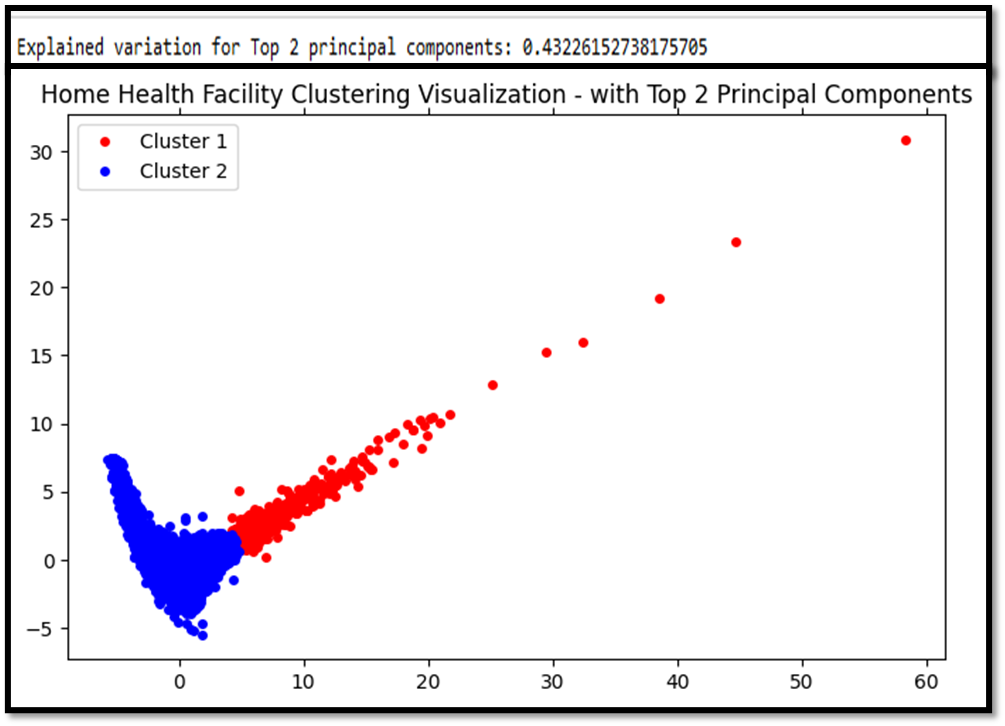 Explained variation for Top 2 principal components: 0.43226152738175705
Home Health Facility Clustering Visualization - with Top 2 Principal Components
Cluster 1
Cluster 2
30
25
20
15
10
5
0
−5
0 10 20 30 40 50 60